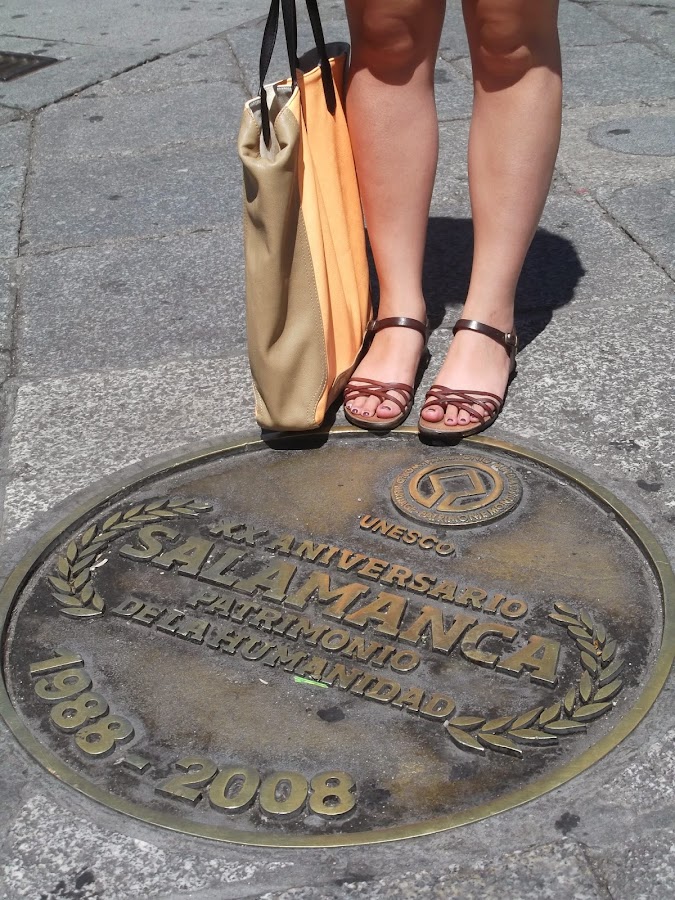 UNESCO
XX ANIVERSARIO
SALAMANCA
PATRIMONIO
DE LA HUMANIDAD
1988 - 2008